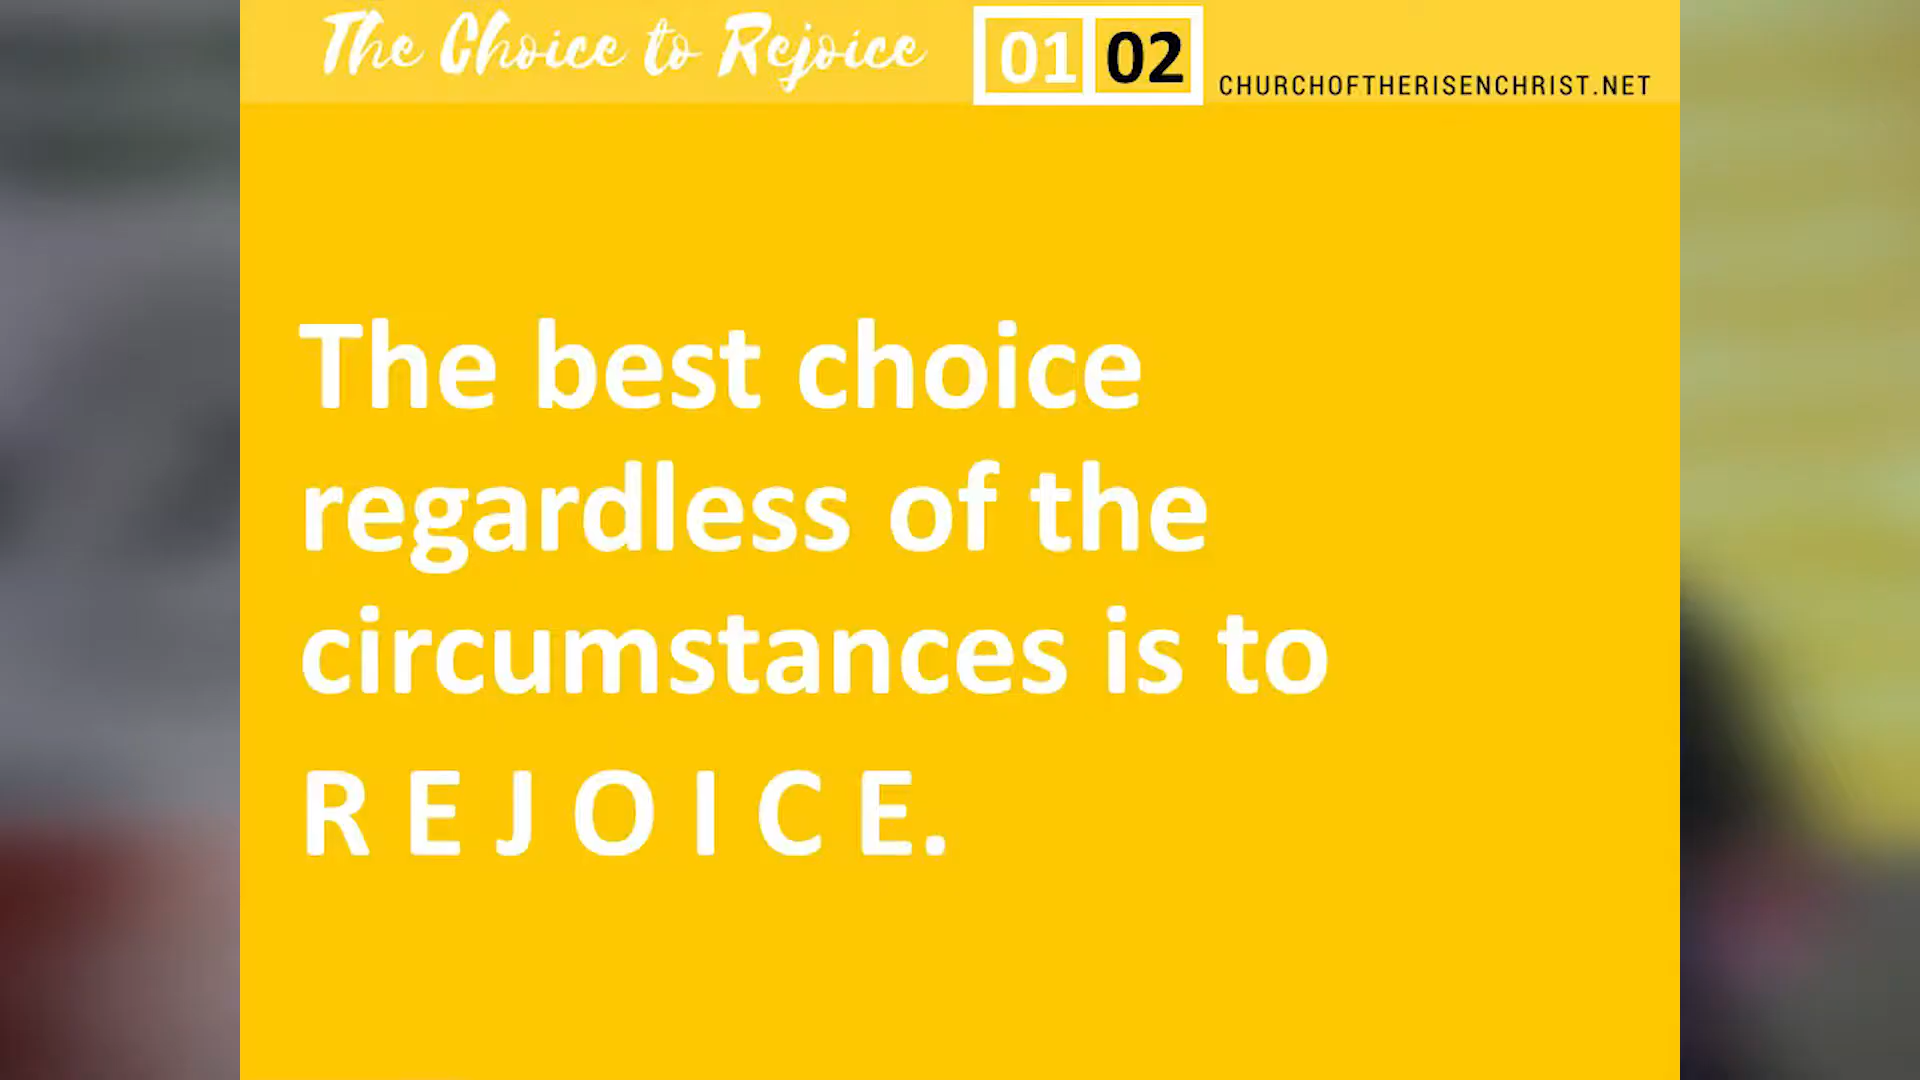 The Choice to Rejoice 01 02 CHURCHOFTHERISENCHRIST.NET
The best choice
regardless of the
circumstances is to
R E J O I C E.